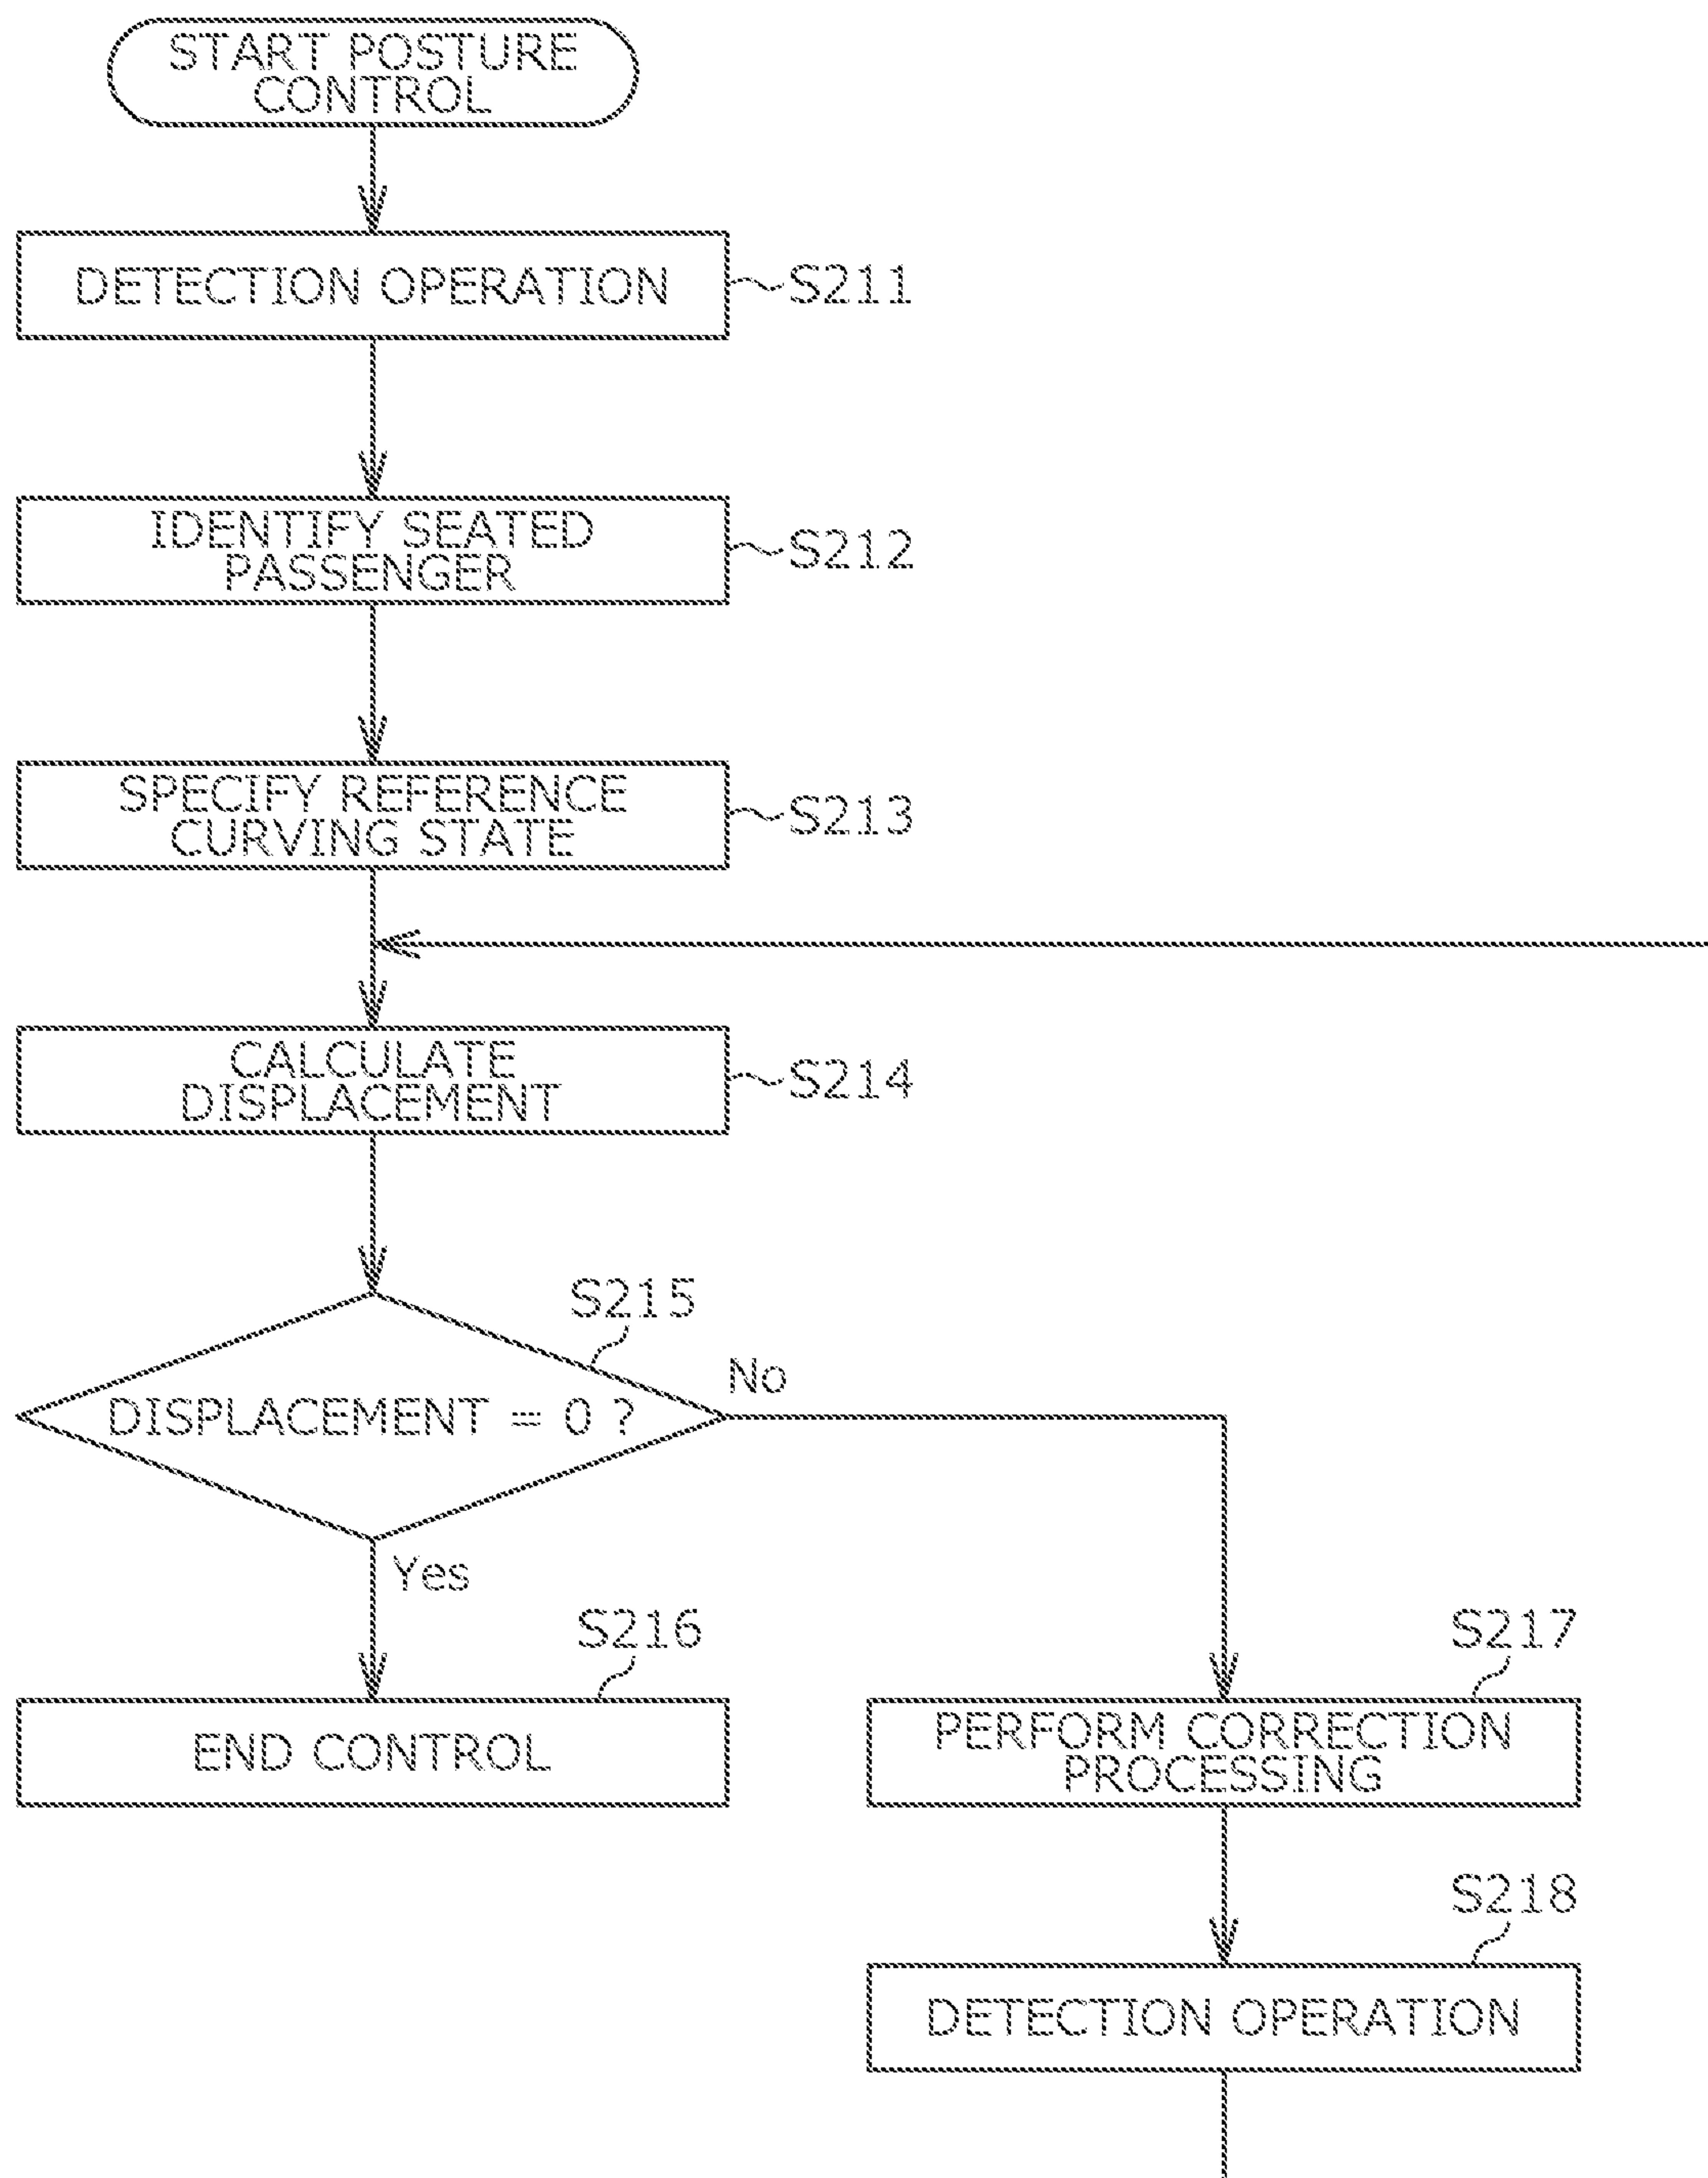 START POSTURE
CONTROL
DETECTION OPERATION
S211
IDENTIFY SEATED
PASSENGER
S212
SPECIFY REFERENCE
CURVING STATE
S213
CALCULATE
DISPLACEMENT
S214
S215
DISPLACEMENT = 0 ?
No
Yes
S216
END CONTROL
S217
PERFORM CORRECTION
PROCESSING
S218
DETECTION OPERATION